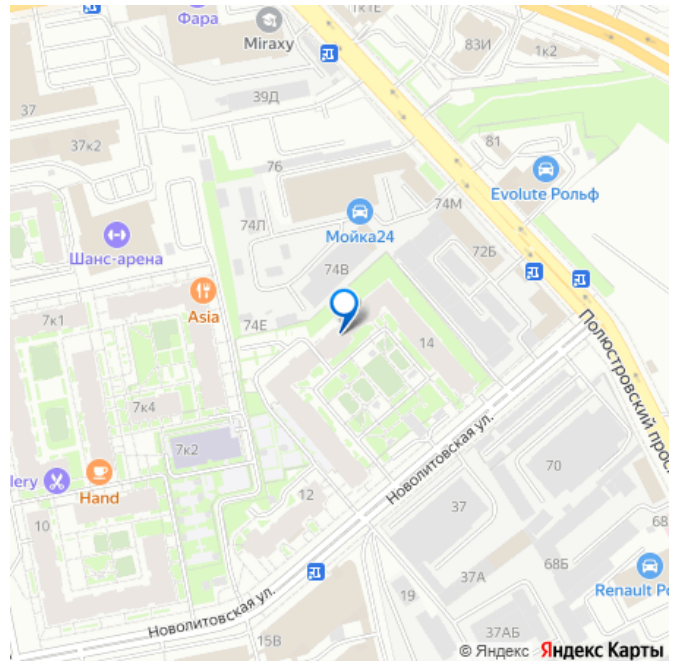 Фара
1к1Е
Miraxy
83И
1к2
39Д
37
37к2
76
81
Evolute Рольф
74М
74Л
Мойка24
72Б
Шанс-арена
74В
Asia
7к1
74Е
14
Полюстровский прос
7к4
Новолитовская ул.
7к2
70
lery
Hand
12
37
10
68
68Б
37А
19
Renault Ро
Новолитовская ул.
15В
37АБ
© Яндекс Яндекс Карты